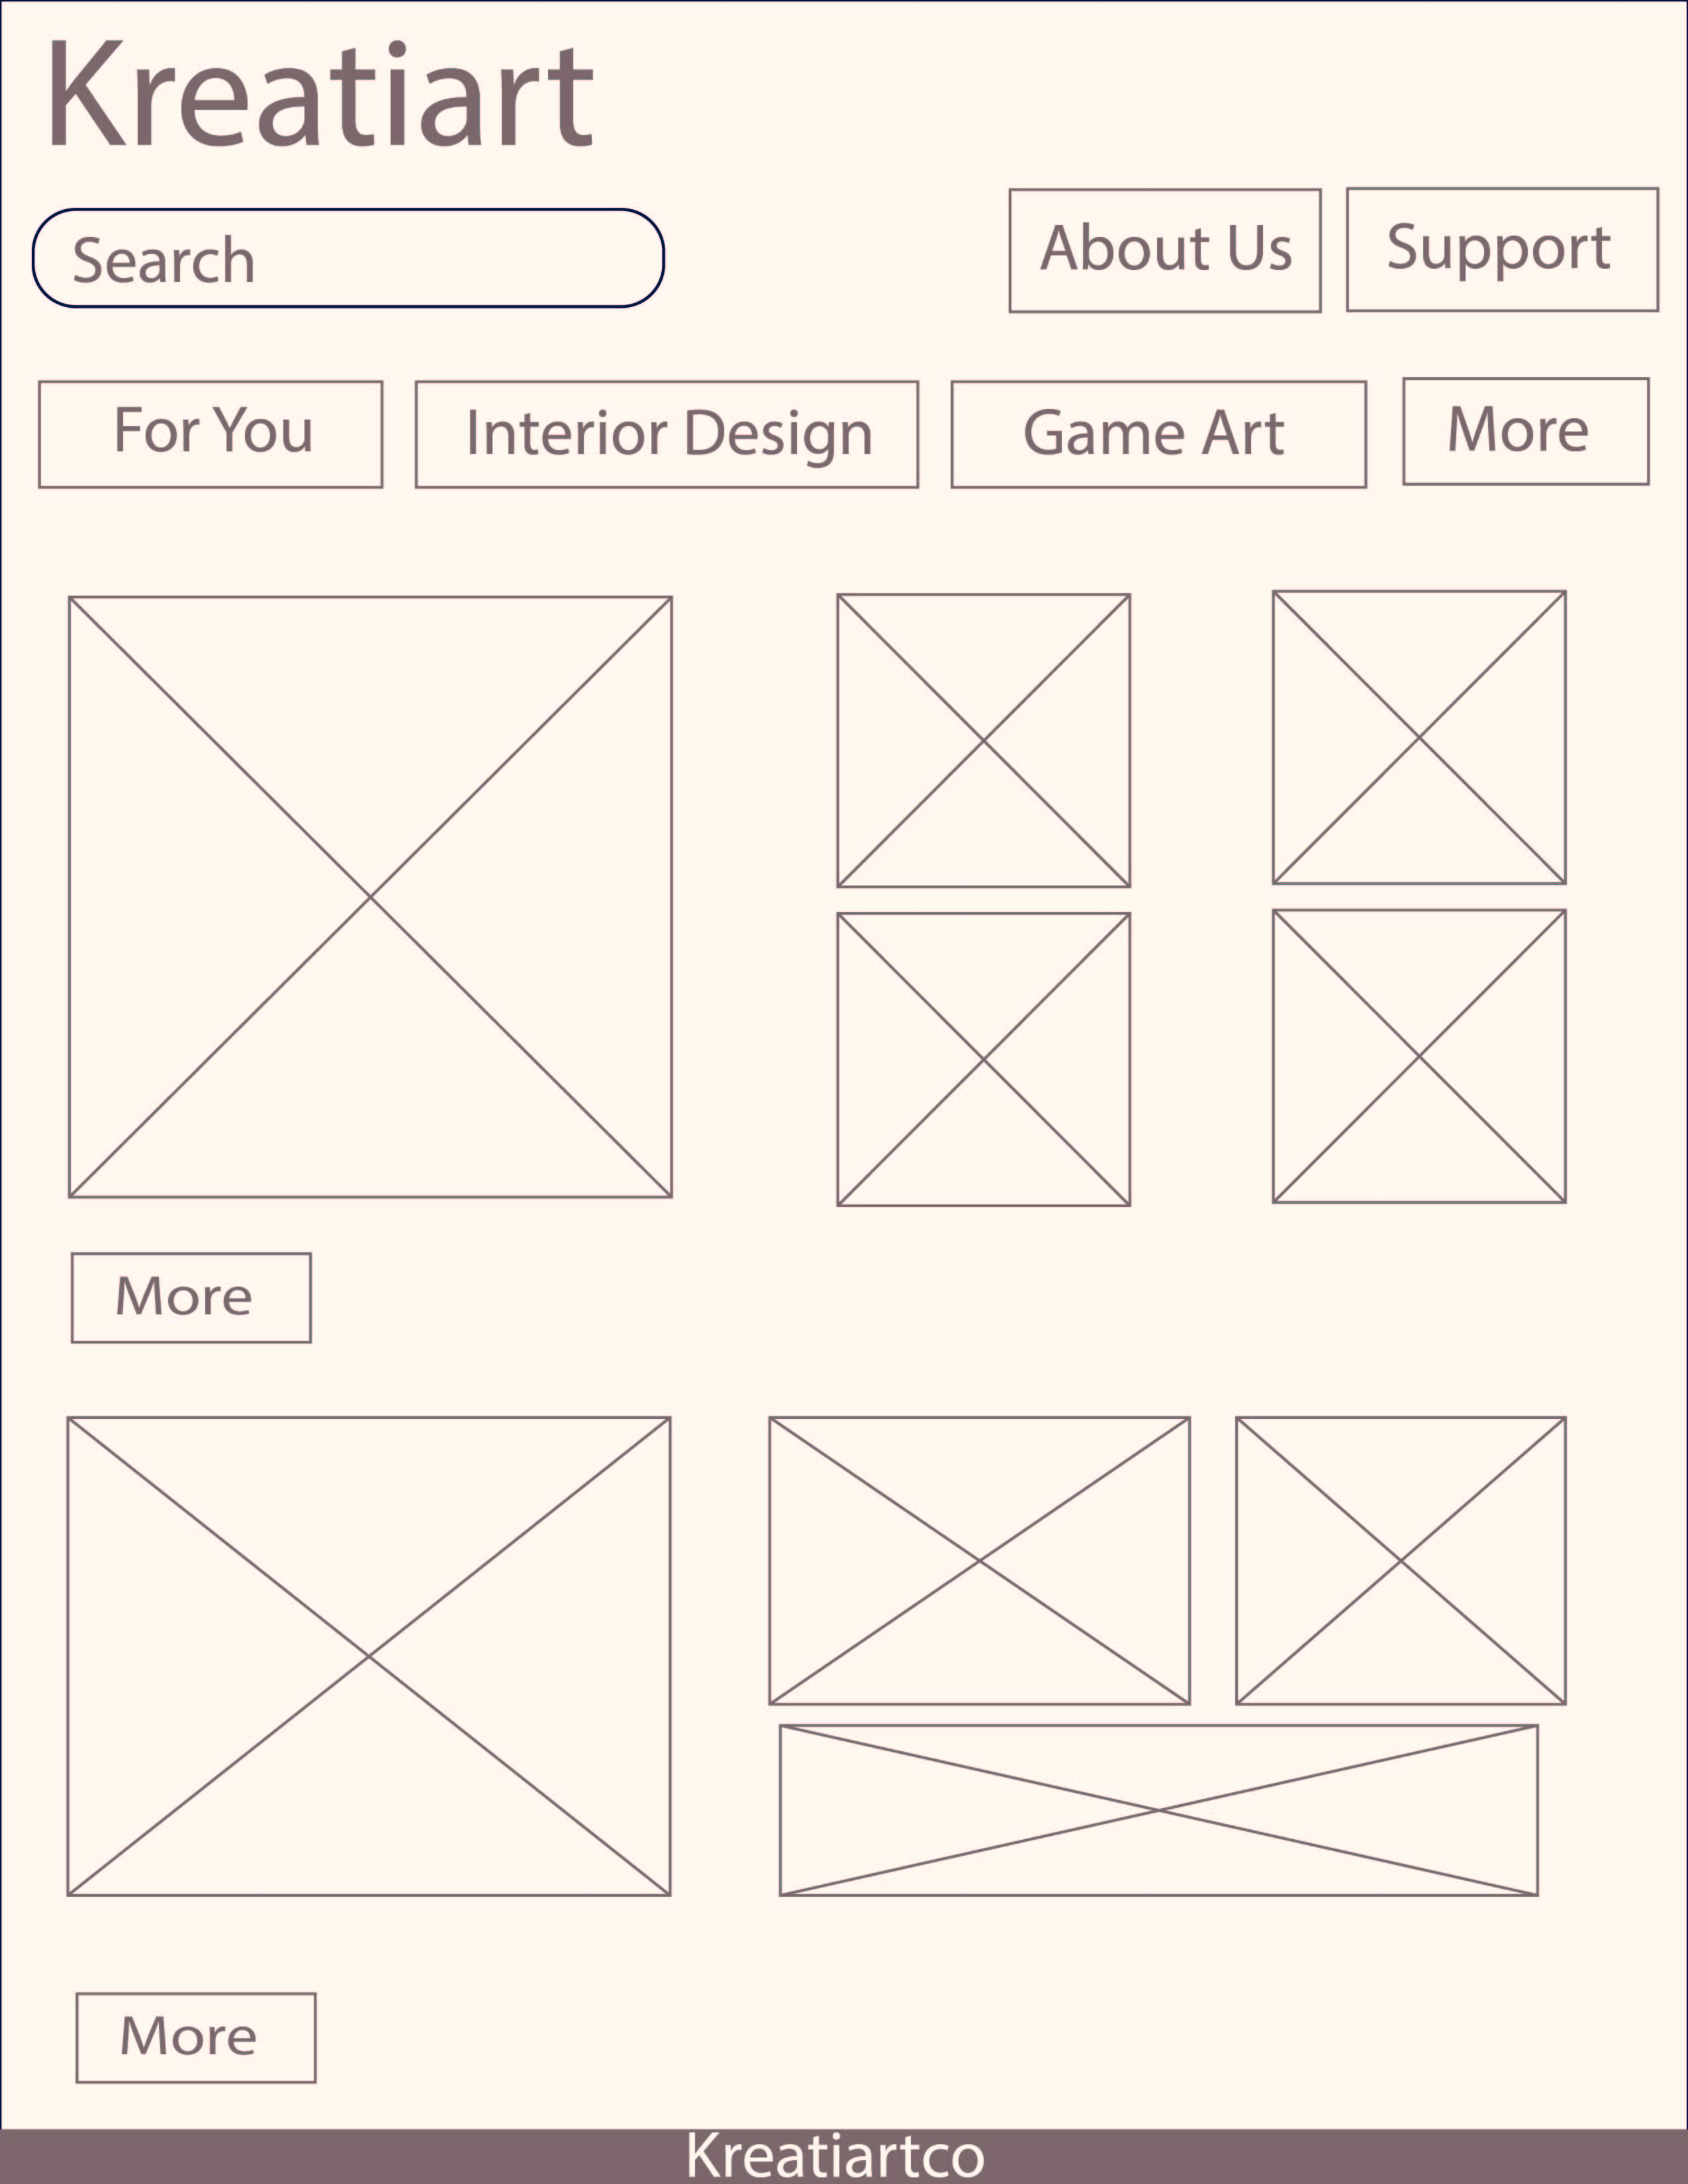 Kreatiart
Search
About Us
Support
For You
Interior Design
Game Art
More
More
More
Kreatiartco